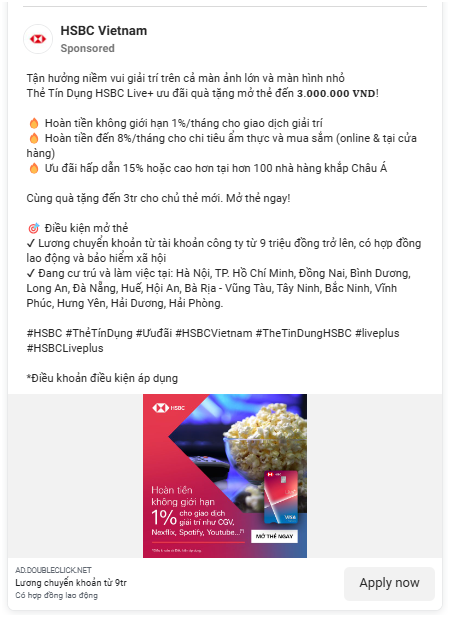 HSBC Vietnam
Sponsored
Tận hưởng niềm vui giải trí trên cả màn ảnh lớn và màn hình nhỏ
Thẻ Tín Dụng HSBC Live+ ưu đãi quà tặng mở thẻ đến 3.000.000 VND!
🔥 Hoàn tiền không giới hạn 1%/tháng cho giao dịch giải trí
🔥 Hoàn tiền đến 8%/tháng cho chi tiêu ẩm thực và mua sắm (online & tại cửa
hàng)
🔥 Ưu đãi hấp dẫn 15% hoặc cao hơn tại hơn 100 nhà hàng khắp Châu Á
Cùng quà tặng đến 3tr cho chủ thẻ mới. Mở thẻ ngay!
🎯 Điều kiện mở thẻ
✓ Lương chuyển khoản từ tài khoản công ty từ 9 triệu đồng trở lên, có hợp đồng
lao động và bảo hiểm xã hội
✓ Đang cư trú và làm việc tại: Hà Nội, TP. Hồ Chí Minh, Đồng Nai, Bình Dương,
Long An, Đà Nẵng, Huế, Hội An, Bà Rịa - Vũng Tàu, Tây Ninh, Bắc Ninh, Vĩnh
Phúc, Hưng Yên, Hải Dương, Hải Phòng.
#HSBC #ThẻTínDụng #Ưuđãi #HSBCVietnam #TheTinDungHSBC #liveplus
#HSBCLiveplus
*Điều khoản điều kiện áp dụng
HSBC
Hoàn tiền
không giới hạn
1% cho giao dịch
giải trí như CGV,
Nexflix, Spotify, Youtube...
VISA
MỞ THẺ NGAY
AD.DOUBLECLICK.NET
Lương chuyển khoản từ 9tr
Có hợp đồng lao động
Apply now